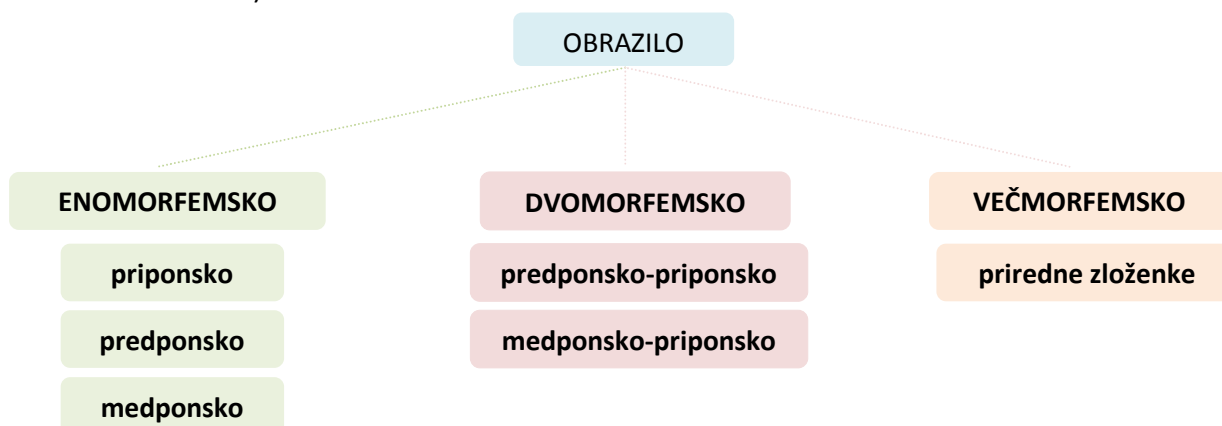 OBRAZILO
ENOMORFEMSKO
DVOMORFEMSKO
VEČMORFEMSKO
priponsko
predponsko-priponsko
priredne zloženke
predponsko
medponsko-priponsko
medponsko